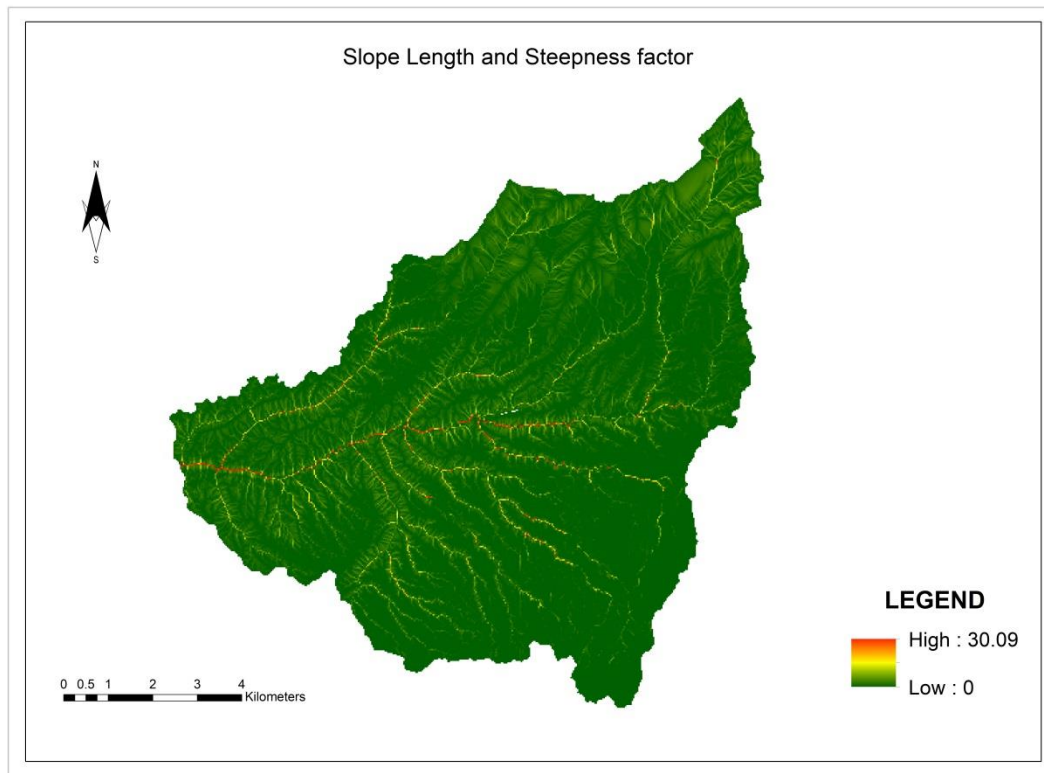 Slope Length and Steepness factor
N
S
LEGEND
High : 30.09
Low : 0
0 0.5 1 2 3 4
Kilometers